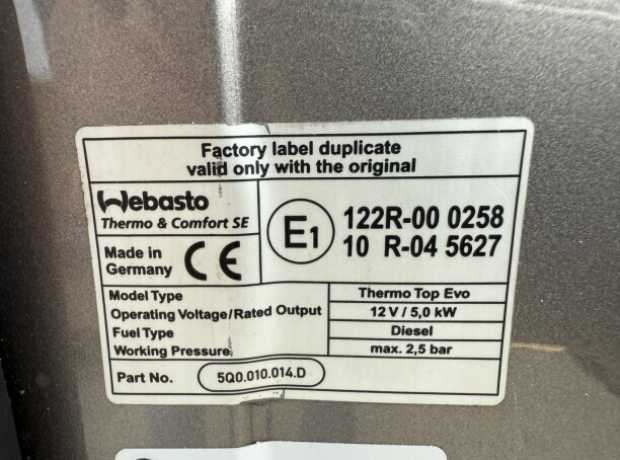 Factory label duplicate
valid only with the original
Webasto
Thermo & Comfort SE
Made in
Germany
CE
E1
122R-00 0258
10 R-04 5627
Model Type Thermo Top Evo
Operating Voltage/Rated Output 12 V / 5,0 kW
Fuel Type Diesel
Working Pressure max. 2,5 bar
Part No. 5Q0.010.014.D